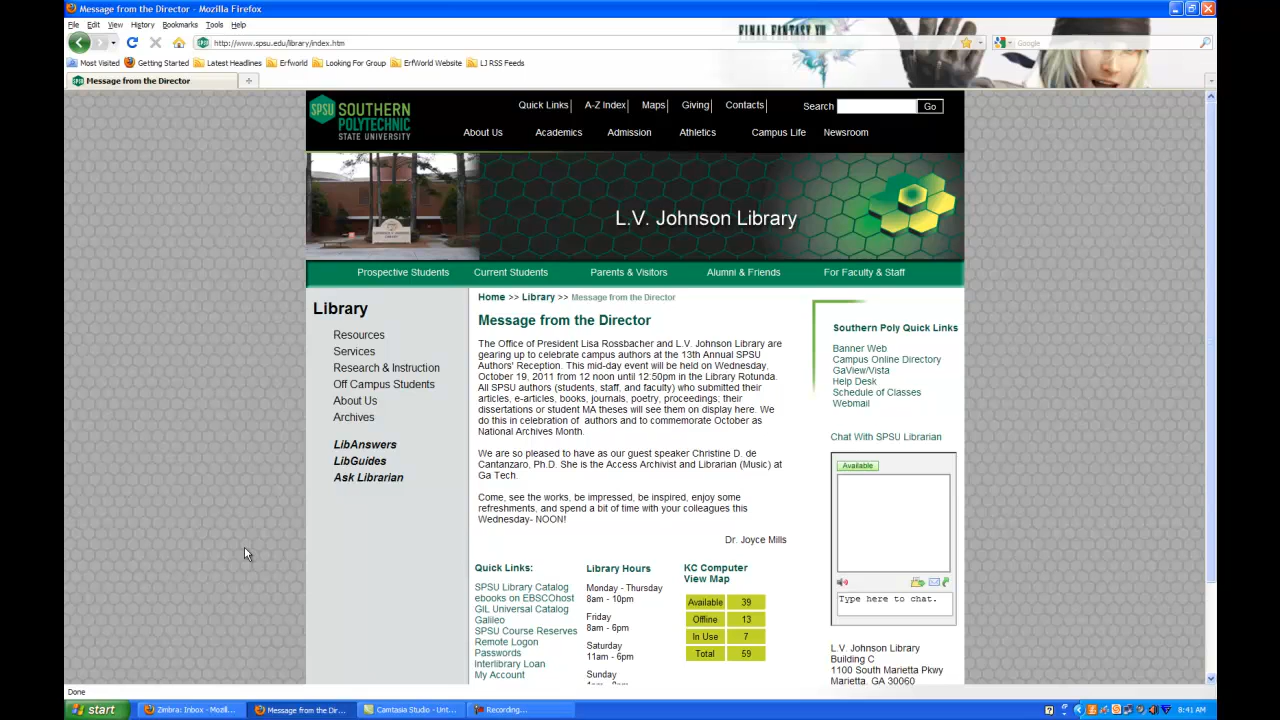 Message from the Director - Mozilla Firefox
File Edit View History Bookmarks Tools Help
FINAL FANTASY XIII
http://www.spsu.edu/library/index.htm
Google
Most Visited Getting Started Latest Headlines Erfworld Looking For Group ErfWorld Website LJ RSS Feeds
Message from the Director
SPSU SOUTHERN POLYTECHNIC STATE UNIVERSITY
Quick Links| A-Z Index| Maps| Giving| Contacts| Search Go
About Us Academics Admission Athletics Campus Life Newsroom
L.V. Johnson Library
Prospective Students Current Students Parents & Visitors Alumni & Friends For Faculty & Staff
Library
Resources
Services
Research & Instruction
Off Campus Students
About Us
Archives
LibAnswers
LibGuides
Ask Librarian
Home >> Library >> Message from the Director
Message from the Director
The Office of President Lisa Rossbacher and L.V. Johnson Library are
gearing up to celebrate campus authors at the 13th Annual SPSU
Authors' Reception. This mid-day event will be held on Wednesday,
October 19, 2011 from 12 noon until 12:50pm in the Library Rotunda.
All SPSU authors (students, staff, and faculty) who submitted their
articles, e-articles, books, journals, poetry, proceedings; their
dissertations or student MA theses will see them on display here. We
do this in celebration of authors and to commemorate October as
National Archives Month.
We are so pleased to have as our guest speaker Christine D. de
Cantanzaro, Ph.D. She is the Access Archivist and Librarian (Music) at
Ga Tech.
Come, see the works, be impressed, be inspired, enjoy some
refreshments, and spend a bit of time with your colleagues this
Wednesday- NOON!
Dr. Joyce Mills
Quick Links:
SPSU Library Catalog
ebooks on EBSCOhost
GIL Universal Catalog
Galileo
SPSU Course Reserves
Remote Logon
Passwords
Interlibrary Loan
My Account
Library Hours
Monday - Thursday
8am - 10pm
Friday
8am - 6pm
Saturday
11am - 6pm
Sunday
KC Computer
View Map
Available 39
Offline 13
In Use 7
Total 59
Southern Poly Quick Links
Banner Web
Campus Online Directory
GaView/Vista
Help Desk
Schedule of Classes
Webmail
Chat With SPSU Librarian
Available
Type here to chat.
L.V. Johnson Library
Building C
1100 South Marietta Pkwy
Marietta, GA 30060
Done
start Zimbra: Inbox - Mozil... Message from the Dir... Camtasia Studio - Unt... Recording... 8:41 AM